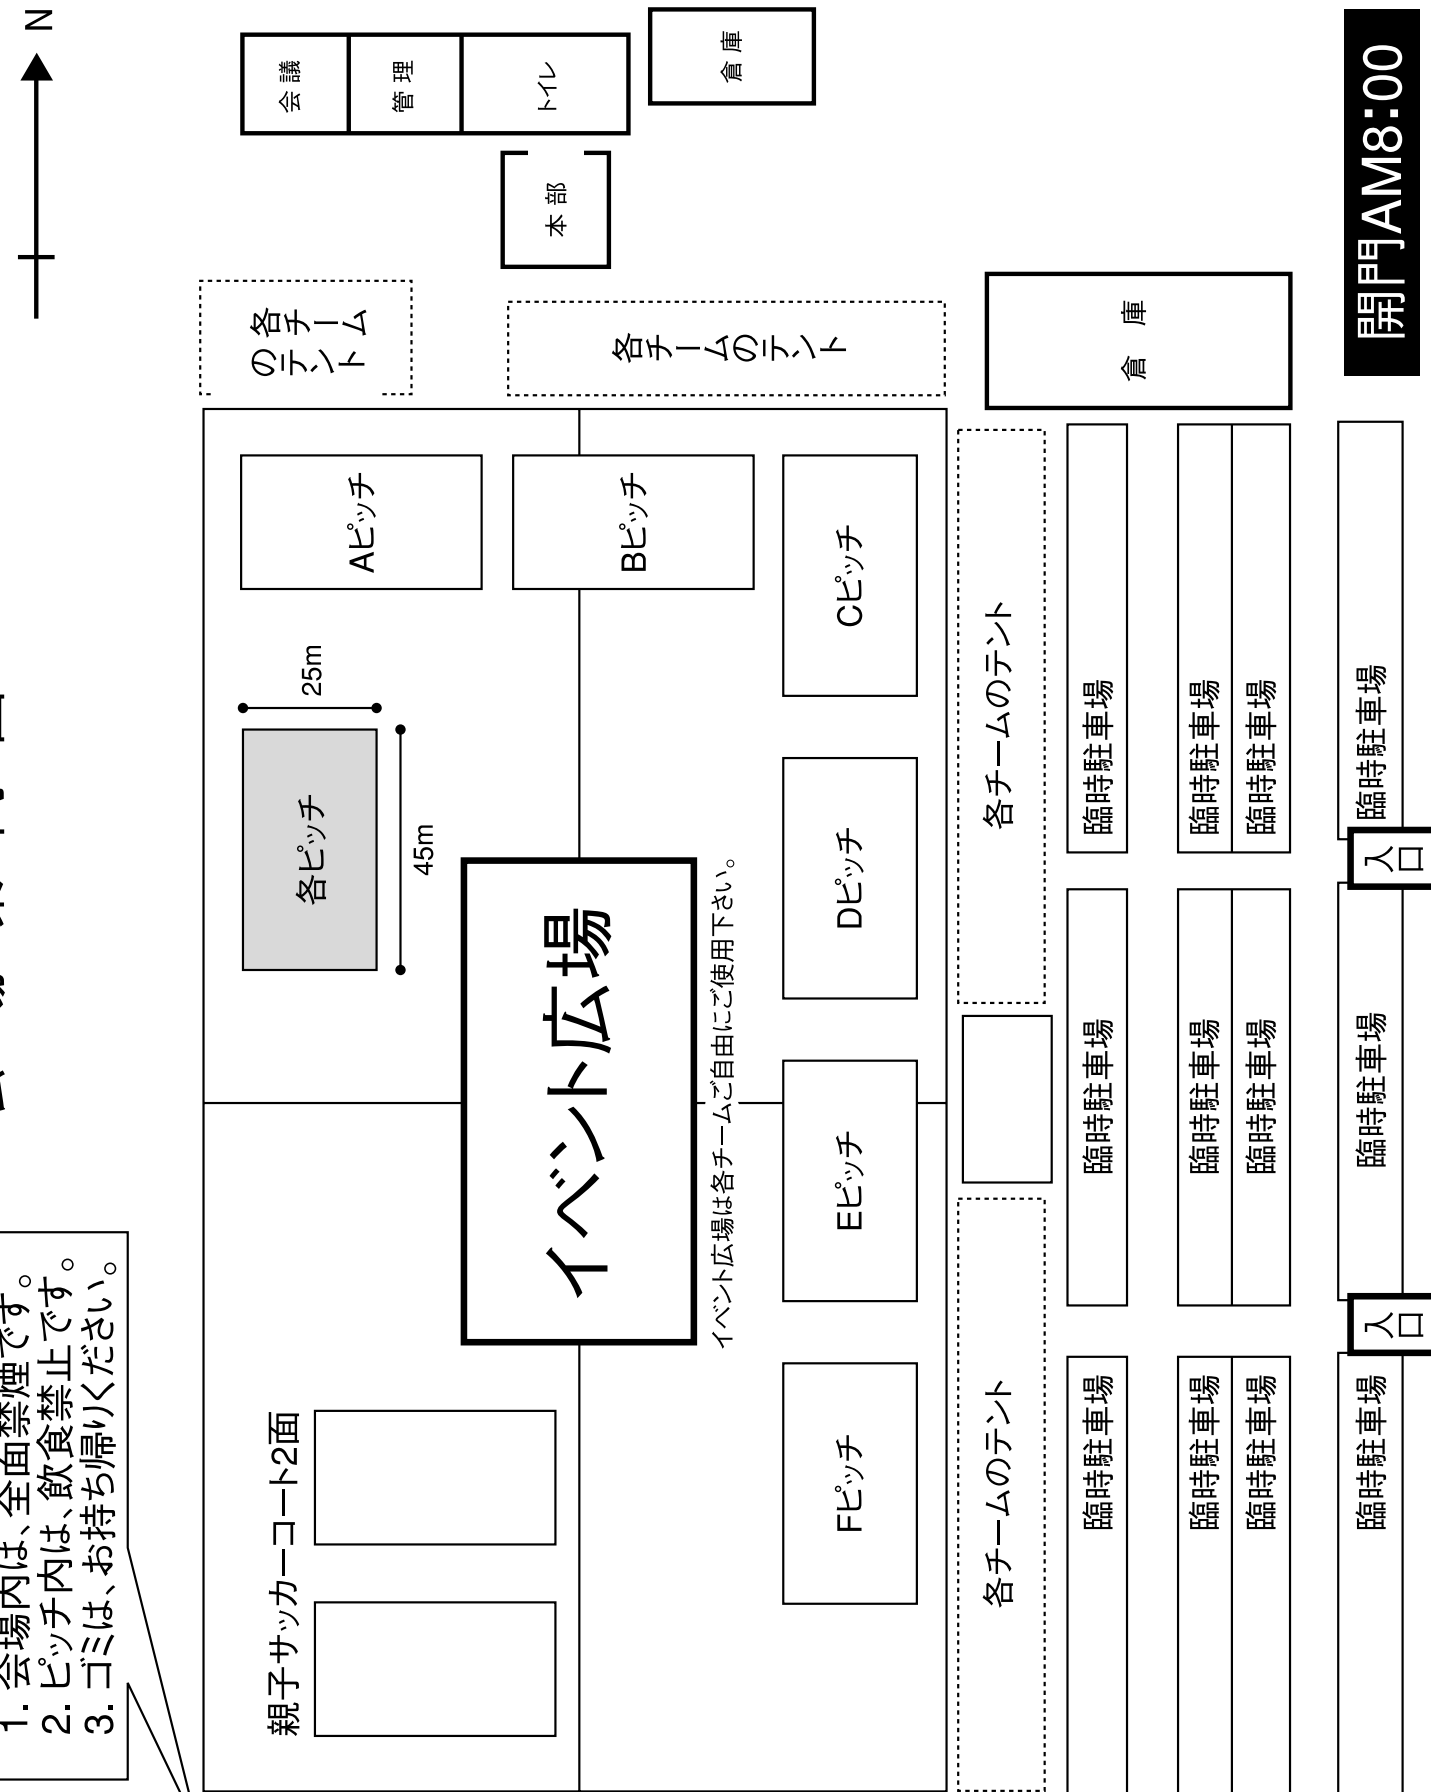 1. 会場内は、全面禁煙です。
2. ピッチ内は、飲食禁止です。
3. ゴミは、お持ち帰りください。
N
会議
管理
トイレ
倉庫
本部
各チーム
のテント
各チームのテント
倉 庫
開門AM8:00
親子サッカーコート2面
各ピッチ
25m
45m
Aピッチ
Bピッチ
イベント広場
イベント広場は各チームご自由にご使用下さい。
Fピッチ
Eピッチ
Dピッチ
Cピッチ
各チームのテント
各チームのテント
臨時駐車場
臨時駐車場
臨時駐車場
臨時駐車場
臨時駐車場
臨時駐車場
臨時駐車場
臨時駐車場
臨時駐車場
臨時駐車場
臨時駐車場
臨時駐車場
入口
入口